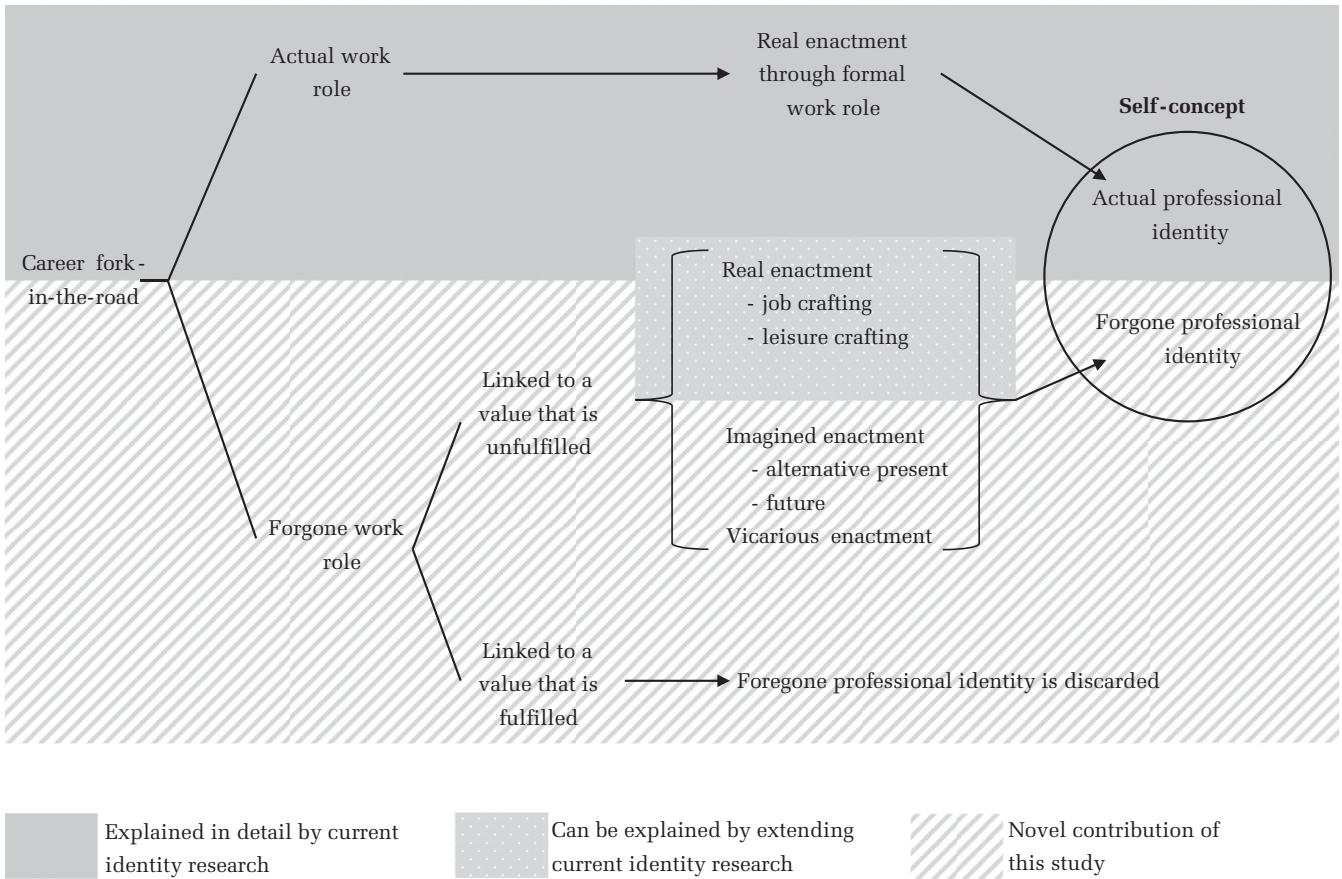 Actual work
role
Real enactment
through formal
work role
Self-concept
Actual professional
identity
Career fork-
in-the-road
Real enactment
- job crafting
- leisure crafting
Forgone professional
identity
Linked to a
value that is
unfulfilled
Imagined enactment
- alternative present
- future
Vicarious enactment
Forgone work
role
Linked to a
value that is
fulfilled
Foregone professional identity is discarded
Explained in detail by current
identity research
Can be explained by extending
current identity research
Novel contribution of
this study